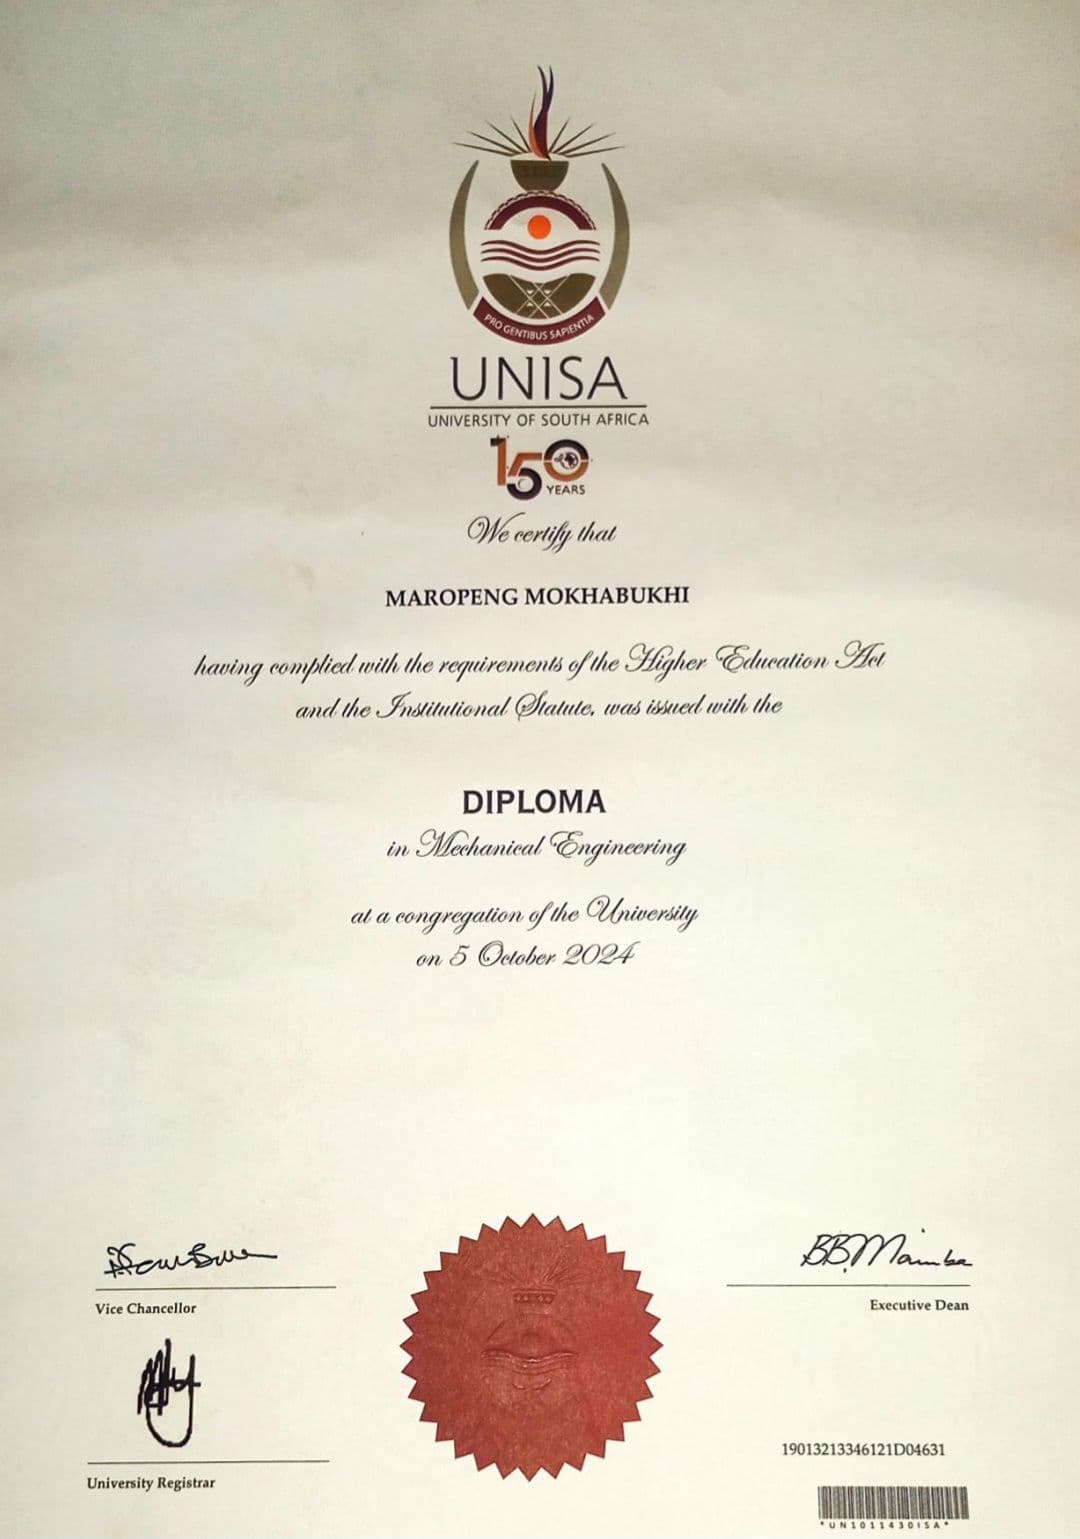 PRO GENTIBUS SAPIENTIA
UNISA
UNIVERSITY OF SOUTH AFRICA
150
YEARS
We certify that
MAROPENG MOKHABUKHI
having complied with the requirements of the Higher Education Act
and the Institutional Statute, was issued with the
DIPLOMA
in Mechanical Engineering
at a congregation of the University
on 5 October 2024
BBMamba
Vice Chancellor
Executive Dean
University Registrar
19013213346121D04631
*UN1011430ISA*